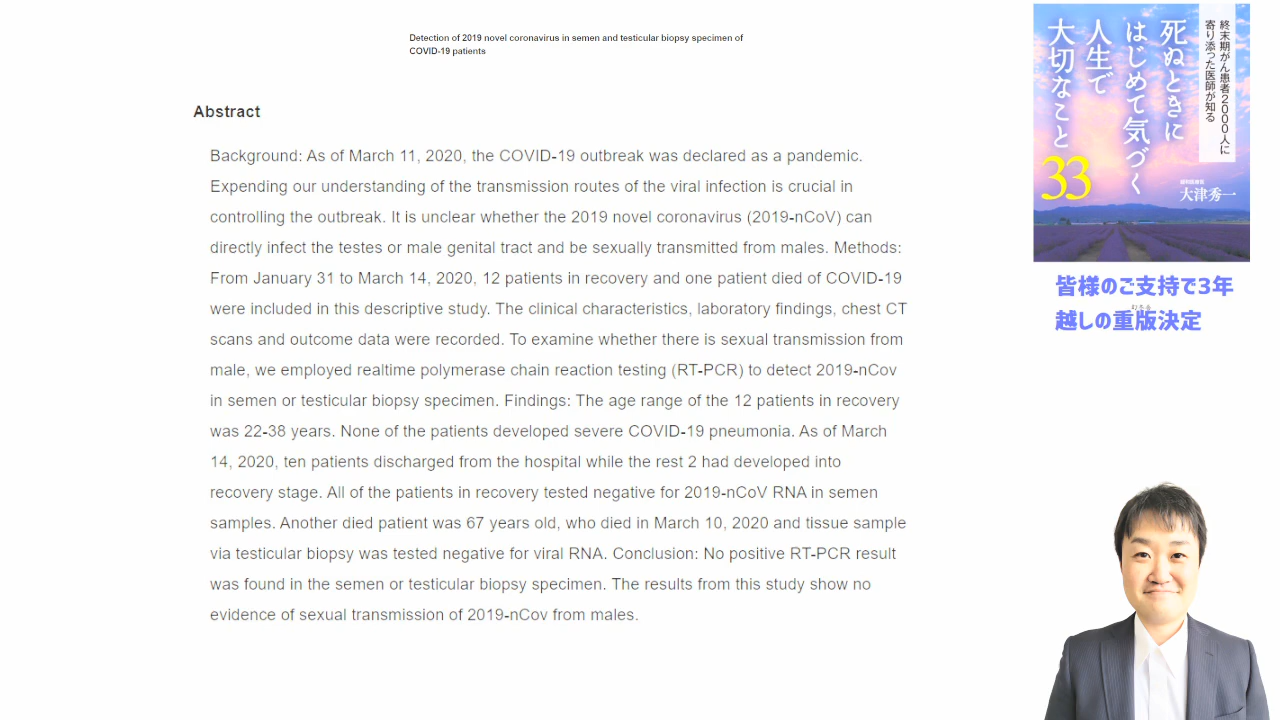 Detection of 2019 novel coronavirus in semen and testicular biopsy specimen of
COVID-19 patients
Abstract
Background: As of March 11, 2020, the COVID-19 outbreak was declared as a pandemic.
Expending our understanding of the transmission routes of the viral infection is crucial in
controlling the outbreak. It is unclear whether the 2019 novel coronavirus (2019-nCoV) can
directly infect the testes or male genital tract and be sexually transmitted from males. Methods:
From January 31 to March 14, 2020, 12 patients in recovery and one patient died of COVID-19
were included in this descriptive study. The clinical characteristics, laboratory findings, chest CT
scans and outcome data were recorded. To examine whether there is sexual transmission from
male, we employed realtime polymerase chain reaction testing (RT-PCR) to detect 2019-nCov
in semen or testicular biopsy specimen. Findings: The age range of the 12 patients in recovery
was 22-38 years. None of the patients developed severe COVID-19 pneumonia. As of March
14, 2020, ten patients discharged from the hospital while the rest 2 had developed into
recovery stage. All of the patients in recovery tested negative for 2019-nCoV RNA in semen
samples. Another died patient was 67 years old, who died in March 10, 2020 and tissue sample
via testicular biopsy was tested negative for viral RNA. Conclusion: No positive RT-PCR result
was found in the semen or testicular biopsy specimen. The results from this study show no
evidence of sexual transmission of 2019-nCov from males.
終末期がん患者2000人に
寄り添った医師が知る
死ぬときに
はじめて気づく
人生で
大切なこと
33
大津秀一
皆様のご支持で3年
越しの重版決定